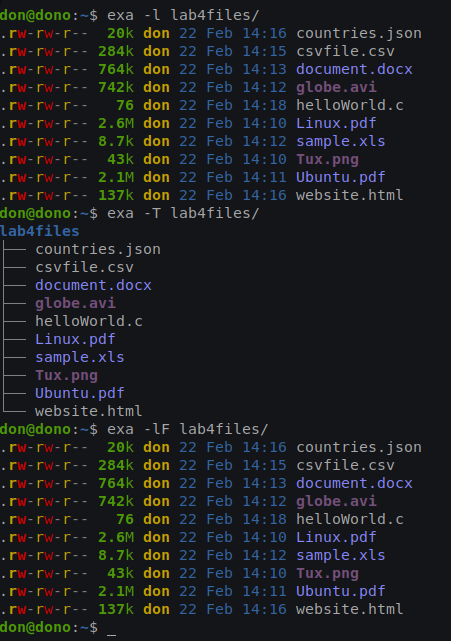 don@dono:~$ exa -l lab4files/
.rw-rw-r--  20k don 22 Feb 14:16 countries.json
.rw-rw-r-- 284k don 22 Feb 14:15 csvfile.csv
.rw-rw-r-- 764k don 22 Feb 14:13 document.docx
.rw-rw-r-- 742k don 22 Feb 14:12 globe.avi
.rw-rw-r--   76 don 22 Feb 14:18 helloWorld.c
.rw-rw-r-- 2.6M don 22 Feb 14:10 Linux.pdf
.rw-rw-r-- 8.7k don 22 Feb 14:12 sample.xls
.rw-rw-r--  43k don 22 Feb 14:10 Tux.png
.rw-rw-r-- 2.1M don 22 Feb 14:11 Ubuntu.pdf
.rw-rw-r-- 137k don 22 Feb 14:16 website.html
don@dono:~$ exa -T lab4files/
lab4files
├── countries.json
├── csvfile.csv
├── document.docx
├── globe.avi
├── helloWorld.c
├── Linux.pdf
├── sample.xls
├── Tux.png
├── Ubuntu.pdf
└── website.html
don@dono:~$ exa -lF lab4files/
.rw-rw-r--  20k don 22 Feb 14:16 countries.json
.rw-rw-r-- 284k don 22 Feb 14:15 csvfile.csv
.rw-rw-r-- 764k don 22 Feb 14:13 document.docx
.rw-rw-r-- 742k don 22 Feb 14:12 globe.avi
.rw-rw-r--   76 don 22 Feb 14:18 helloWorld.c
.rw-rw-r-- 2.6M don 22 Feb 14:10 Linux.pdf
.rw-rw-r-- 8.7k don 22 Feb 14:12 sample.xls
.rw-rw-r--  43k don 22 Feb 14:10 Tux.png
.rw-rw-r-- 2.1M don 22 Feb 14:11 Ubuntu.pdf
.rw-rw-r-- 137k don 22 Feb 14:16 website.html
don@dono:~$ _